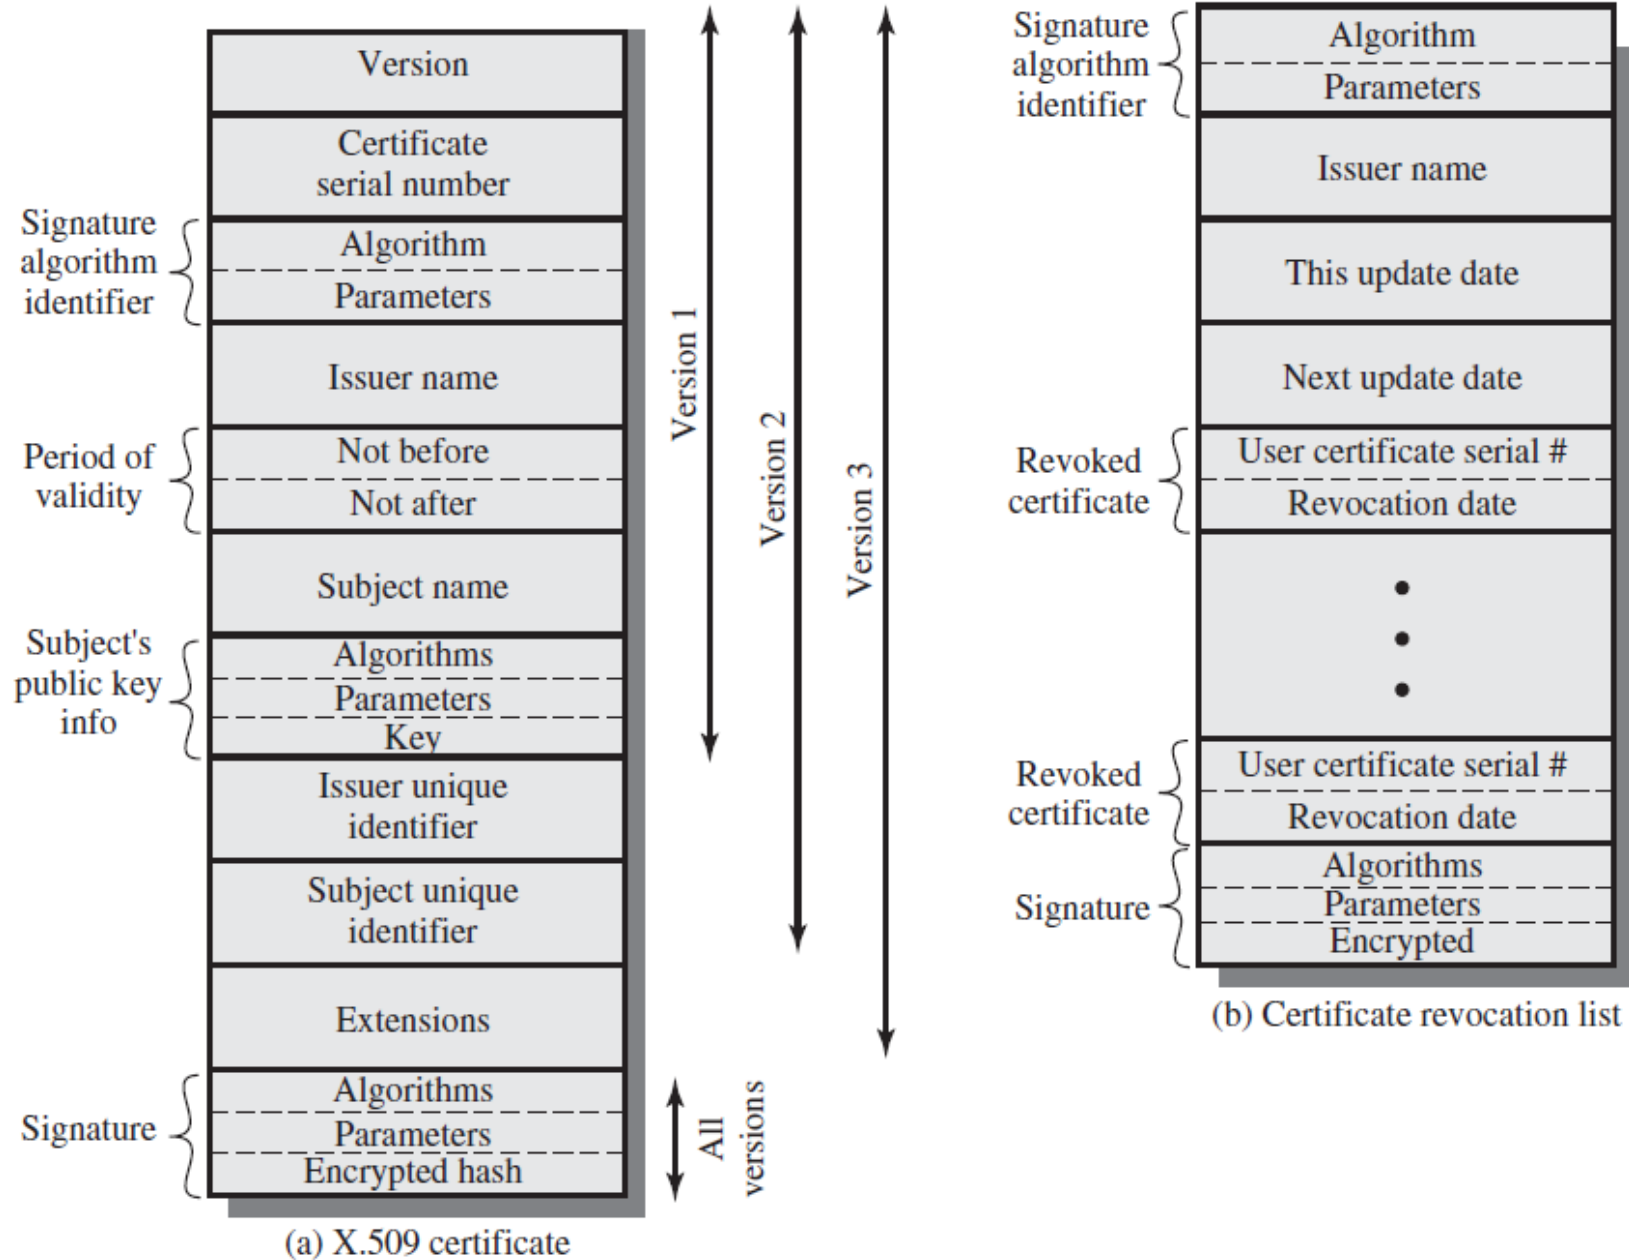 Version
Certificate
serial number
Signature
algorithm
identifier
Algorithm
Parameters
Issuer name
Period of
validity
Not before
Not after
Subject name
Subject's
public key
info
Algorithms
Parameters
Key
Issuer unique
identifier
Subject unique
identifier
Extensions
Signature
Algorithms
Parameters
Encrypted hash
(a) X.509 certificate
Version 1
Version 2
Version 3
All
versions
Signature
algorithm
identifier
Algorithm
Parameters
Issuer name
This update date
Next update date
Revoked
certificate
User certificate serial #
Revocation date
Revoked
certificate
User certificate serial #
Revocation date
Signature
Algorithms
Parameters
Encrypted
(b) Certificate revocation list